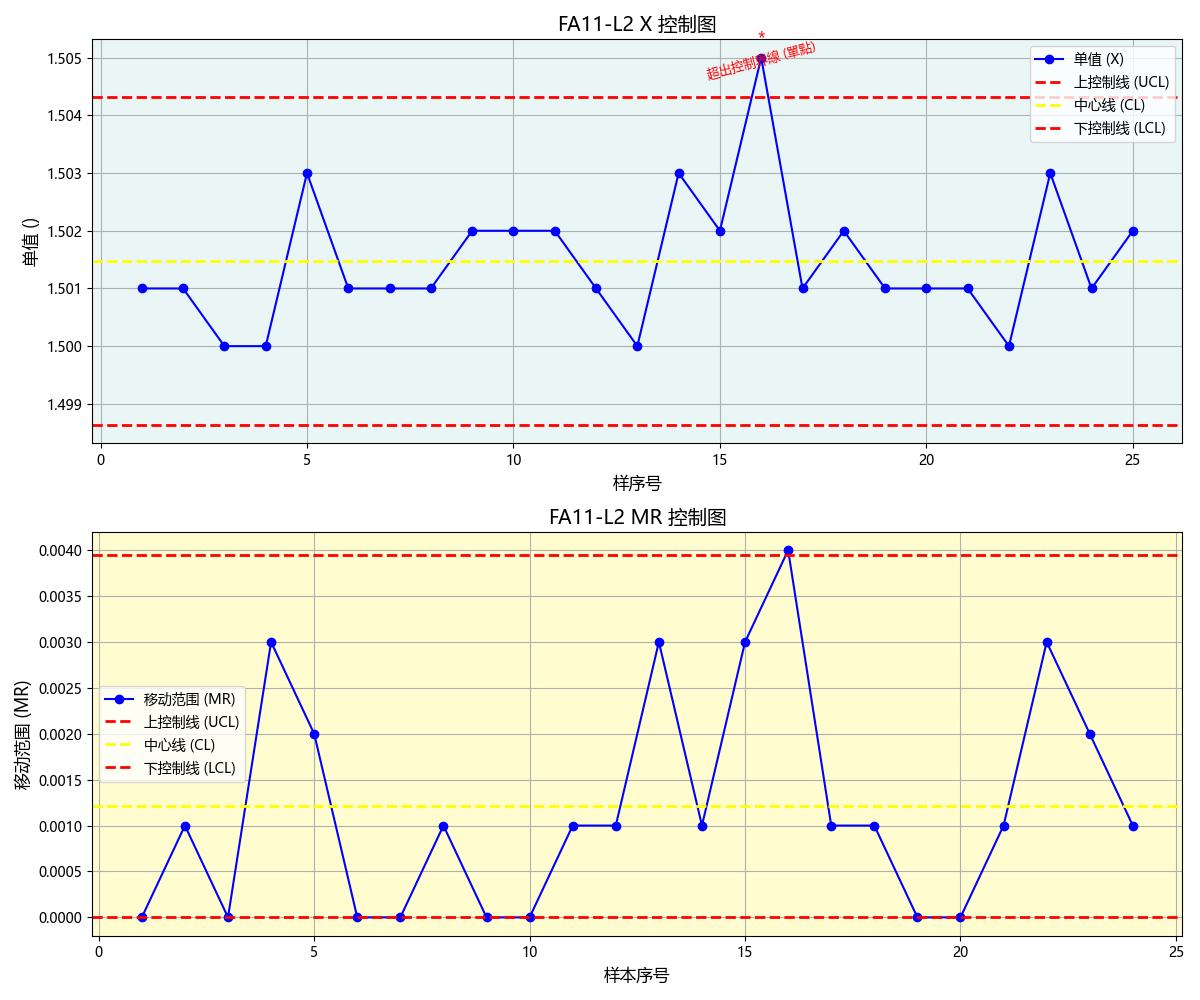 FA11-L2 X 控制图
*
超出控制界線 (單點)
单值 (X)
上控制线 (UCL)
中心线 (CL)
下控制线 (LCL)
1.505
1.504
1.503
1.502
1.501
1.500
1.499
单值 ()
0 5 10 15 20 25
样序号
FA11-L2 MR 控制图
0.0040
0.0035
0.0030
0.0025
0.0020
0.0015
0.0010
0.0005
0.0000
移动范围 (MR)
移动范围 (MR)
上控制线 (UCL)
中心线 (CL)
下控制线 (LCL)
0 5 10 15 20 25
样本序号